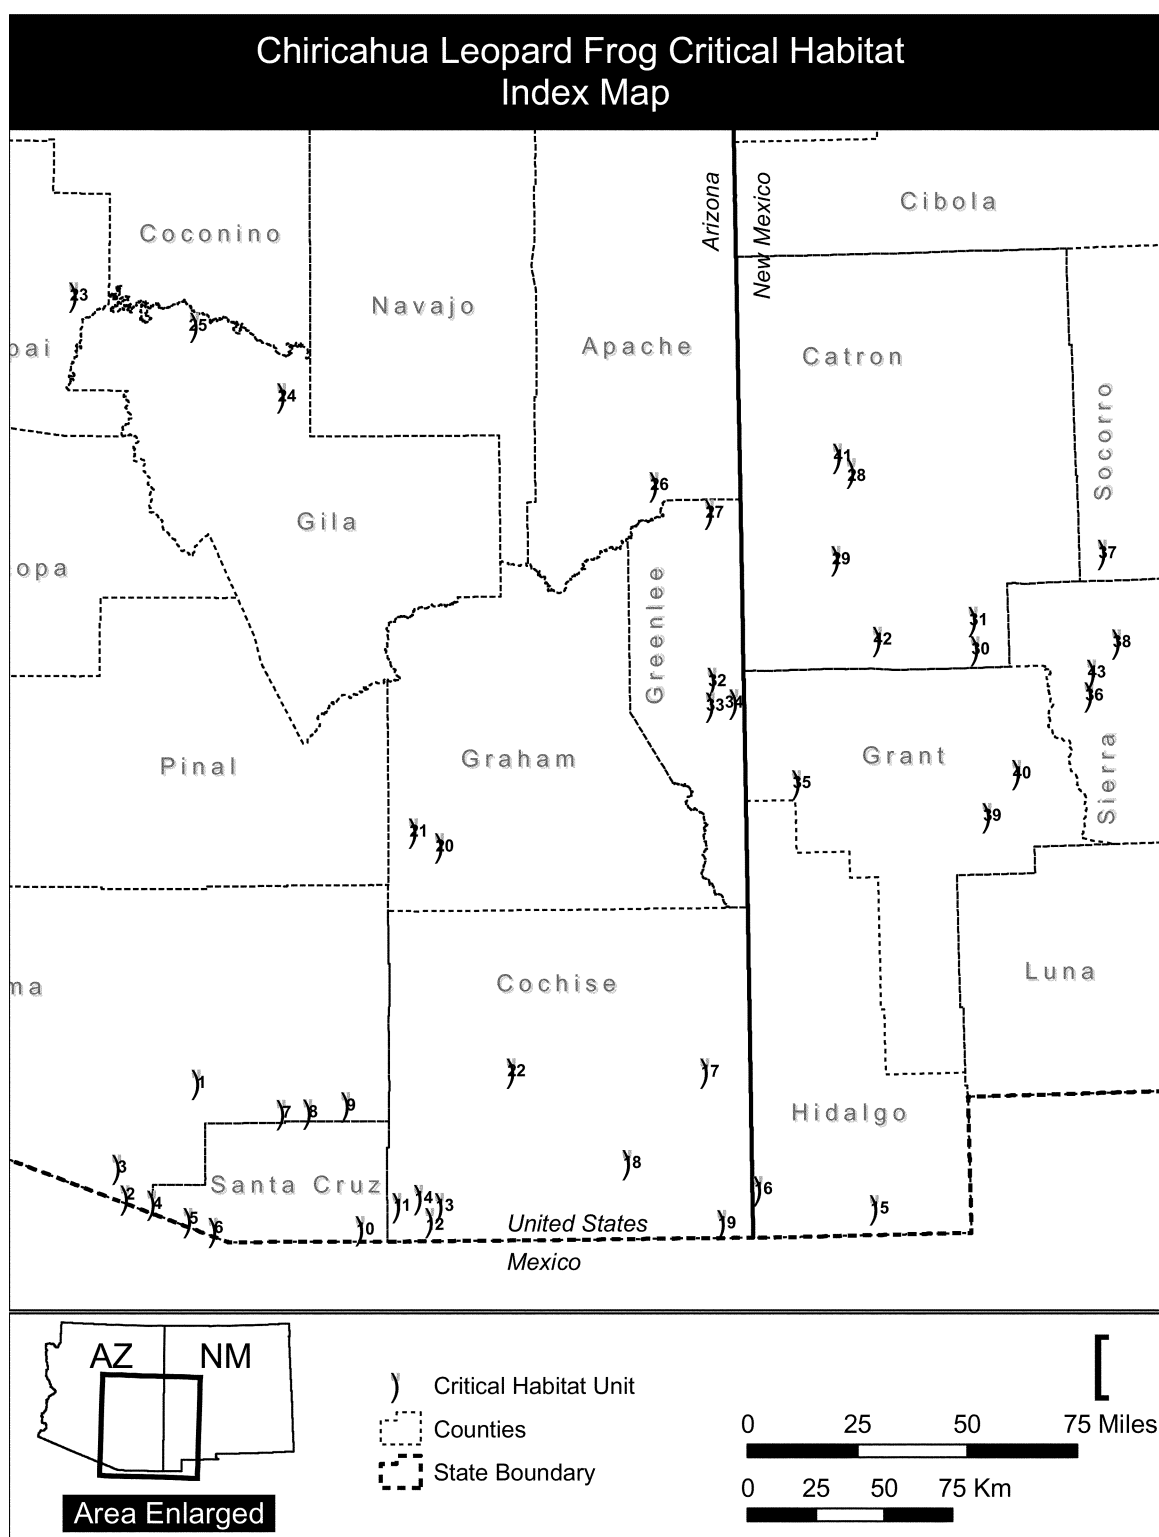 Chiricahua Leopard Frog Critical Habitat
Index Map
Arizona
New Mexico
Cibola
Coconino
23
25
Navajo
Apache
Catron
pai
24
Socorro
41
28
26
27
Gila
29
37
opa
Greenlee
31
30
42
38
43
36
32
33
34
Pinal
Graham
Grant
35
40
39
Sierra
21
20
Luna
Cochise
ma
22
17
1
7
8
9
Hidalgo
3
2
4
5
6
Santa Cruz
10
11
14
13
12
18
United States
19
16
15
Mexico
AZ
NM
Area Enlarged
Critical Habitat Unit
Counties
State Boundary
0 25 50 75 Miles
0 25 50 75 Km